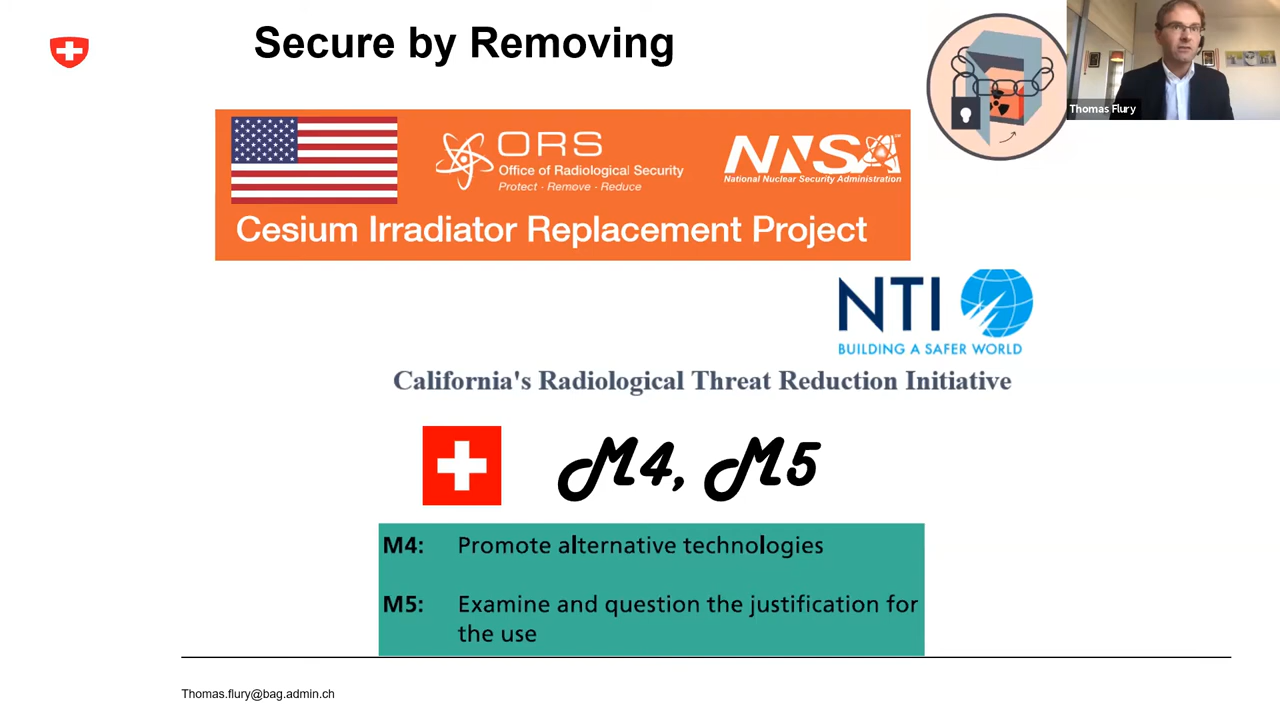 Secure by Removing
Thomas Flury
ORS
Office of Radiological Security
Protect · Remove · Reduce
NNSA
National Nuclear Security Administration
Cesium Irradiator Replacement Project
NTI
BUILDING A SAFER WORLD
California's Radiological Threat Reduction Initiative
M4, M5
M4: Promote alternative technologies
M5: Examine and question the justification for
the use
Thomas.flury@bag.admin.ch